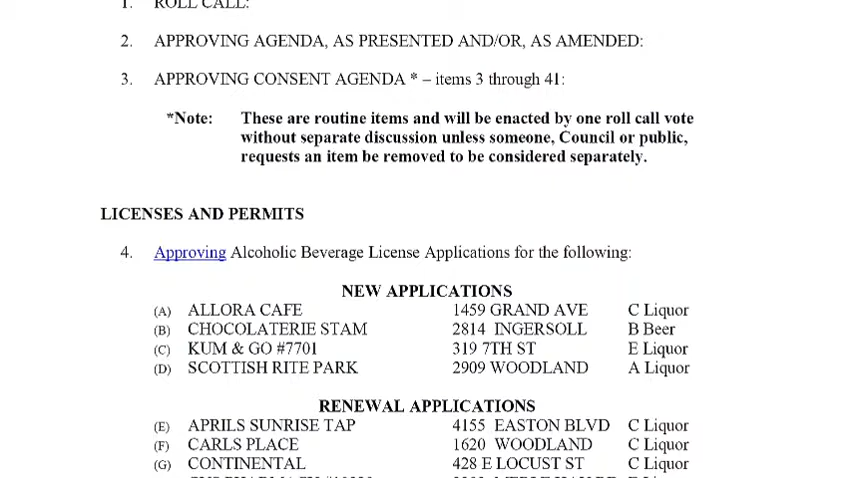 1. ROLL CALL:
2. APPROVING AGENDA, AS PRESENTED AND/OR, AS AMENDED:
3. APPROVING CONSENT AGENDA * – items 3 through 41:
*Note: These are routine items and will be enacted by one roll call vote
without separate discussion unless someone, Council or public,
requests an item be removed to be considered separately.
LICENSES AND PERMITS
4. Approving Alcoholic Beverage License Applications for the following:
NEW APPLICATIONS
(A) ALLORA CAFE 1459 GRAND AVE C Liquor
(B) CHOCOLATERIE STAM 2814 INGERSOLL B Beer
(C) KUM & GO #7701 319 7TH ST E Liquor
(D) SCOTTISH RITE PARK 2909 WOODLAND A Liquor
RENEWAL APPLICATIONS
(E) APRILS SUNRISE TAP 4155 EASTON BLVD C Liquor
(F) CARLS PLACE 1620 WOODLAND C Liquor
(G) CONTINENTAL 428 E LOCUST ST C Liquor